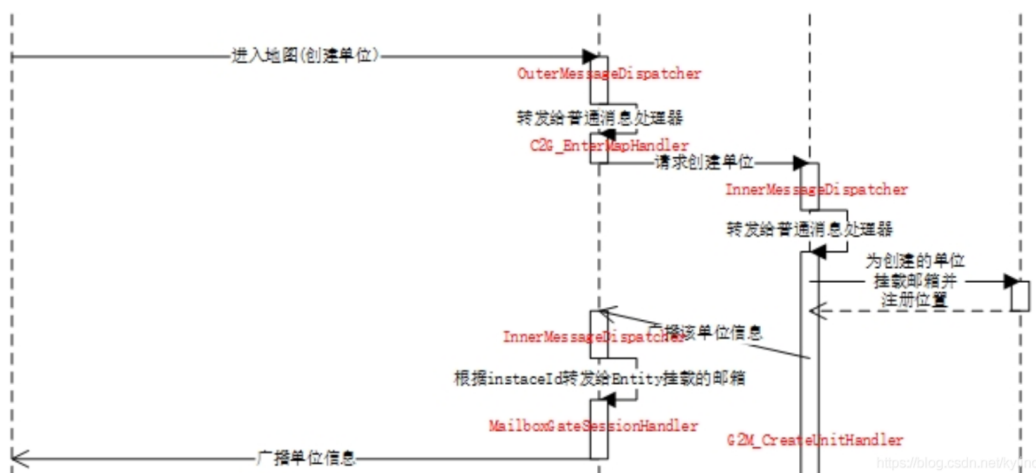 进入地图(创建单位)
OuterMessageDispatcher
转发给普通消息处理器
C2G_EnterMapHandler
请求创建单位
InnerMessageDispatcher
转发给普通消息处理器
为创建的单位
挂载邮箱并
注册位置
广播该单位信息
InnerMessageDispatcher
根据instaceId转发给Entity挂载的邮箱
MailboxGateSessionHandler
G2M_CreateUnitHandler
广播单位信息